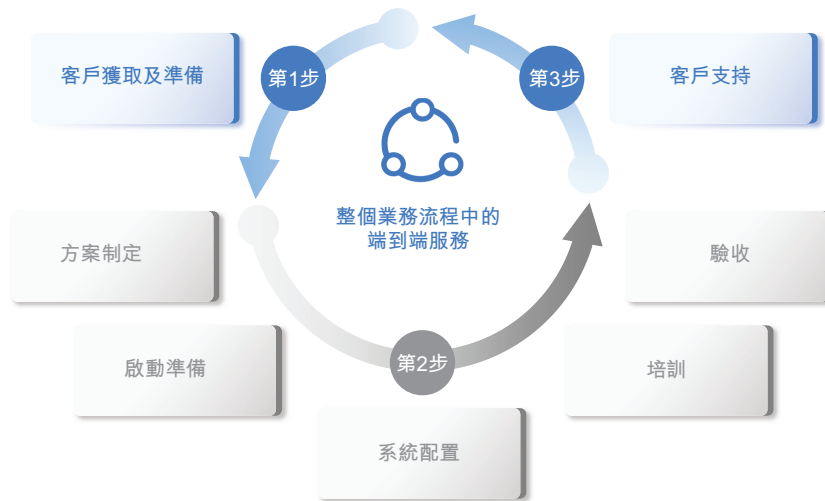 客戶獲取及準備
第1步
第3步
客戶支持
整個業務流程中的
端到端服務
方案制定
驗收
啟動準備
第2步
培訓
系統配置